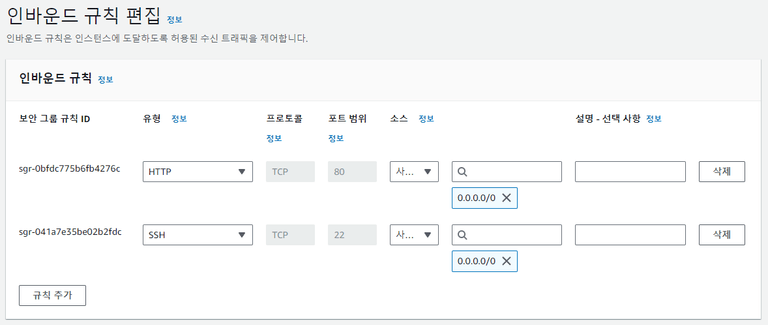 인바운드 규칙 편집 정보
인바운드 규칙은 인스턴스에 도달하도록 허용된 수신 트래픽을 제어합니다.
인바운드 규칙 정보
보안 그룹 규칙 ID 유형 정보 프로토콜 정보 포트 범위 정보 소스 정보 설명 - 선택 사항 정보
sgr-0bfdc775b6fb4276c HTTP TCP 80 사... 삭제
0.0.0.0/0
sgr-041a7e35be02b2fdc SSH TCP 22 사... 삭제
0.0.0.0/0
규칙 추가